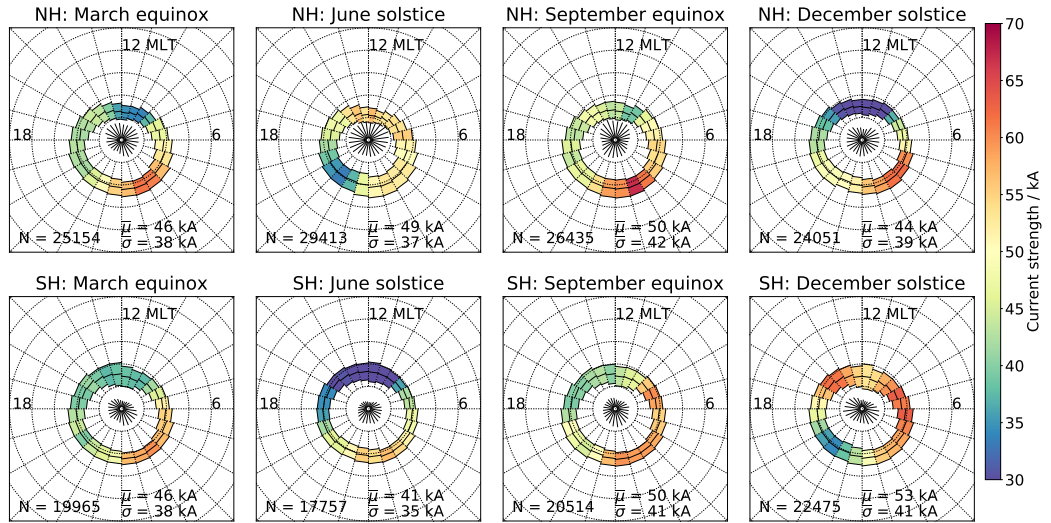 NH: March equinox
12 MLT
18
6
N = 25154
μ̅ = 46 kA
σ = 38 kA
NH: June solstice
12 MLT
18
6
N = 29413
μ̅ = 49 kA
σ = 37 kA
NH: September equinox
12 MLT
18
6
N = 26435
μ̅ = 50 kA
σ = 42 kA
NH: December solstice
12 MLT
18
6
N = 24051
μ̅ = 44 kA
σ = 39 kA
SH: March equinox
12 MLT
18
6
N = 19965
μ̅ = 46 kA
σ = 38 kA
SH: June solstice
12 MLT
18
6
N = 17757
μ̅ = 41 kA
σ = 35 kA
SH: September equinox
12 MLT
18
6
N = 20514
μ̅ = 50 kA
σ = 41 kA
SH: December solstice
12 MLT
18
6
N = 22475
μ̅ = 53 kA
σ = 41 kA
70
65
60
55
50
45
40
35
30
Current strength / kA